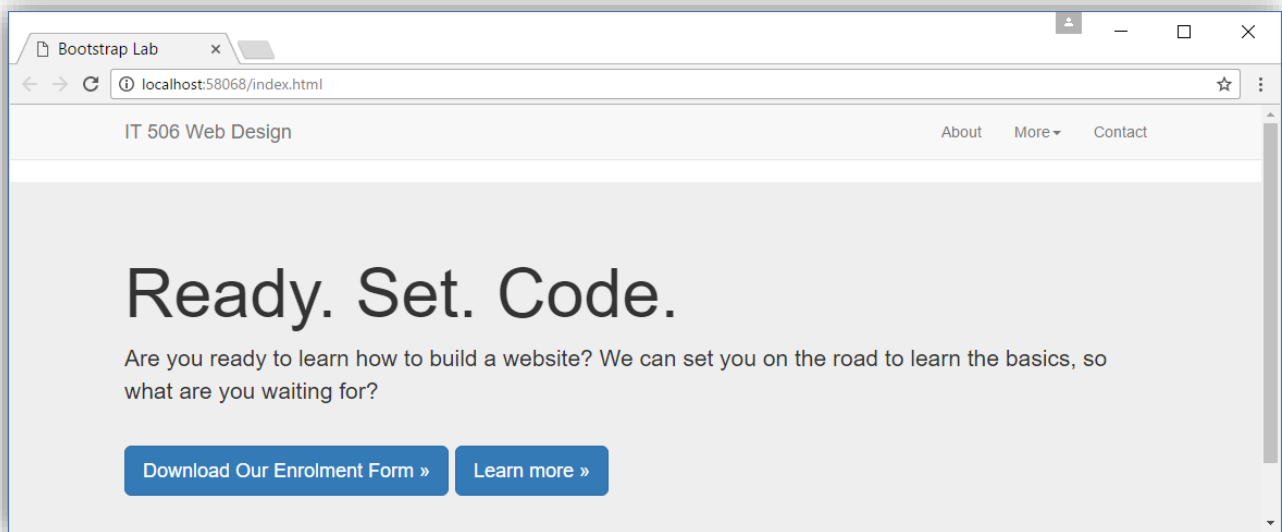 Bootstrap Lab
localhost:58068/index.html
IT 506 Web Design About More Contact
Ready. Set. Code.
Are you ready to learn how to build a website? We can set you on the road to learn the basics, so
what are you waiting for?
Download Our Enrolment Form » Learn more »